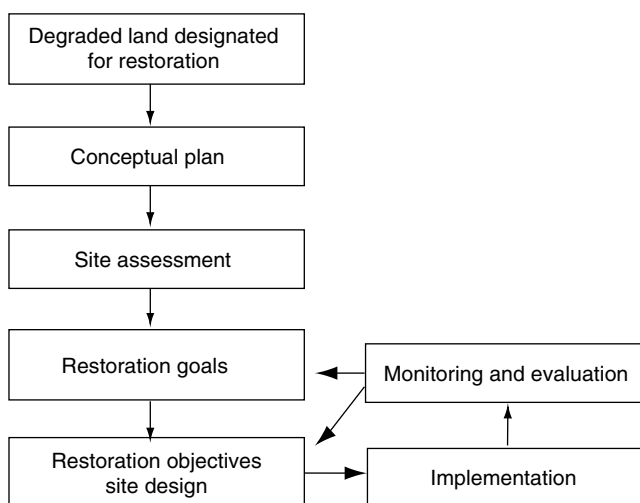 Degraded land designated
for restoration
Conceptual plan
Site assessment
Restoration goals
Monitoring and evaluation
Restoration objectives
site design
Implementation